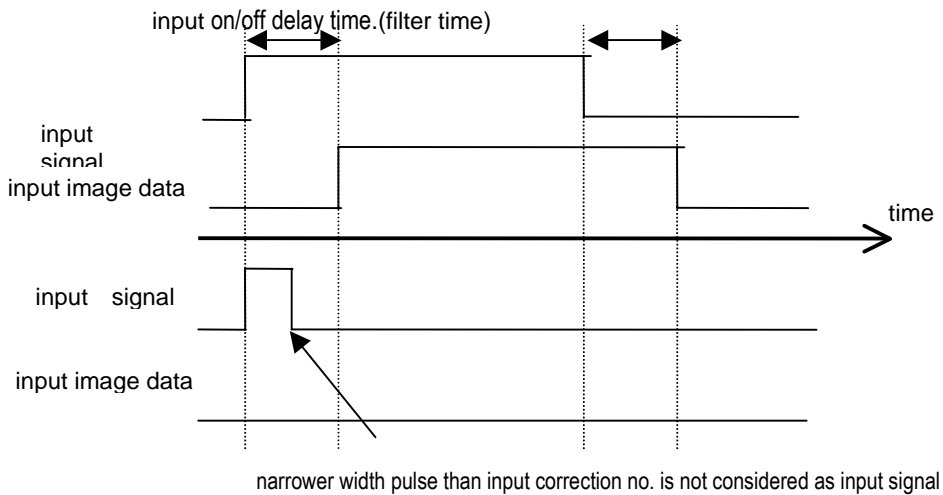 input on/off delay time.(filter time)
input
signal
input image data
time
input signal
input image data
narrower width pulse than input correction no. is not considered as input signal